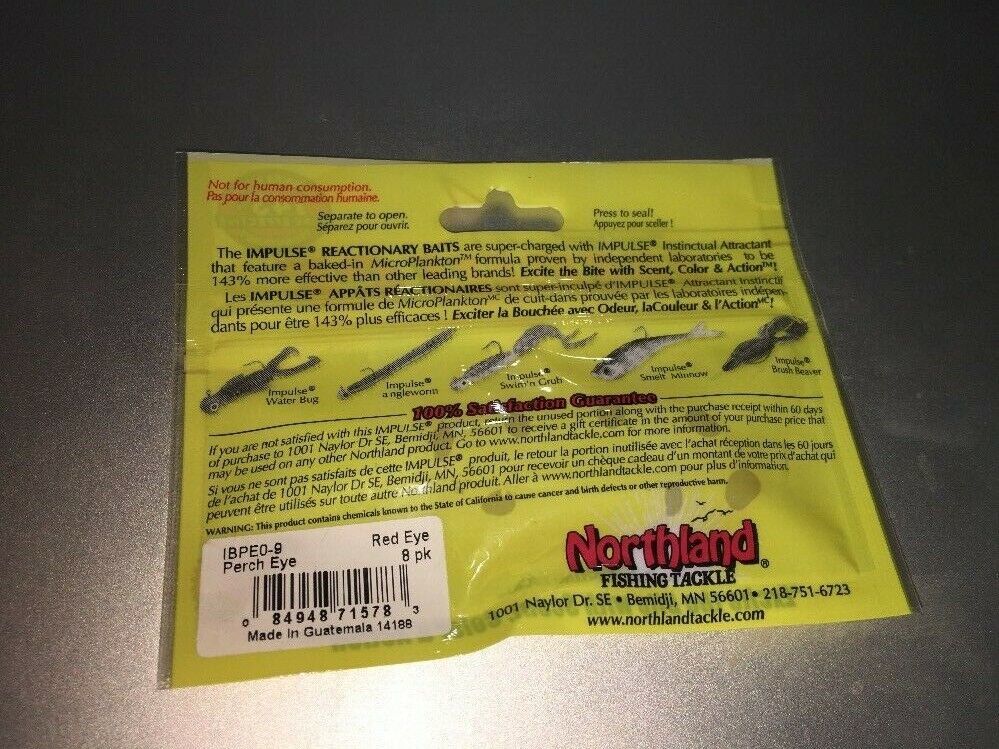 Not for human consumption.
Pas pour la consommation humaine.
Separate to open.
Séparez pour ouvrir.
Press to seal!
Appuyez pour sceller !
The IMPULSE® REACTIONARY BAITS are super-charged with IMPULSE® Instinctual Attractant
that feature a baked-in MicroPlankton™ formula proven by independent laboratories to be
143% more effective than other leading brands! Excite the Bite with Scent, Color & Action™!
Les IMPULSE® APPÂTS RÉACTIONAIRES sont super-inculpé d'IMPULSE® Attractant Instinctif
qui présente une formule de MicroPlankton MC de cuit-dans prouvée par les laboratoires indépen-
dants pour être 143% plus efficaces ! Exciter la Bouchée avec Odeur, laCouleur & l'Action MC!
Impulse®
Water Bug
Impulse®
angleworm
Impulse®
Swim'n Grub
Impulse®
Smelt Minnow
Impulse®
Brush Beaver
100% Satisfaction Guarantee
If you are not satisfied with this IMPULSE® product, return the unused portion along with the purchase receipt within 60 days
of purchase to 1001 Naylor Dr SE, Bemidji, MN, 56601 to receive a gift certificate in the amount of your purchase price that
may be used on any other Northland product. Go to www.northlandtackle.com for more information.
Si vous ne sont pas satisfaits de cette IMPULSE® produit, le retour la portion inutilisée avec l'achat réception dans les 60 jours
de l'achat de 1001 Naylor Dr SE, Bemidji, MN, 56601 pour recevoir un chèque cadeau d'un montant de votre prix d'achat qui
peuvent être utilisés sur toute autre Northland produit. Aller à www.northlandtackle.com pour plus d'information.
WARNING: This product contains chemicals known to the State of California to cause cancer and birth defects or other reproductive harm.
IBPE0-9 Red Eye
Perch Eye 8 pk
0 84948 71578 3
Made In Guatemala 14188
Northland®
FISHING TACKLE
1001 Naylor Dr. SE • Bemidji, MN 56601 • 218-751-6723
www.northlandtackle.com